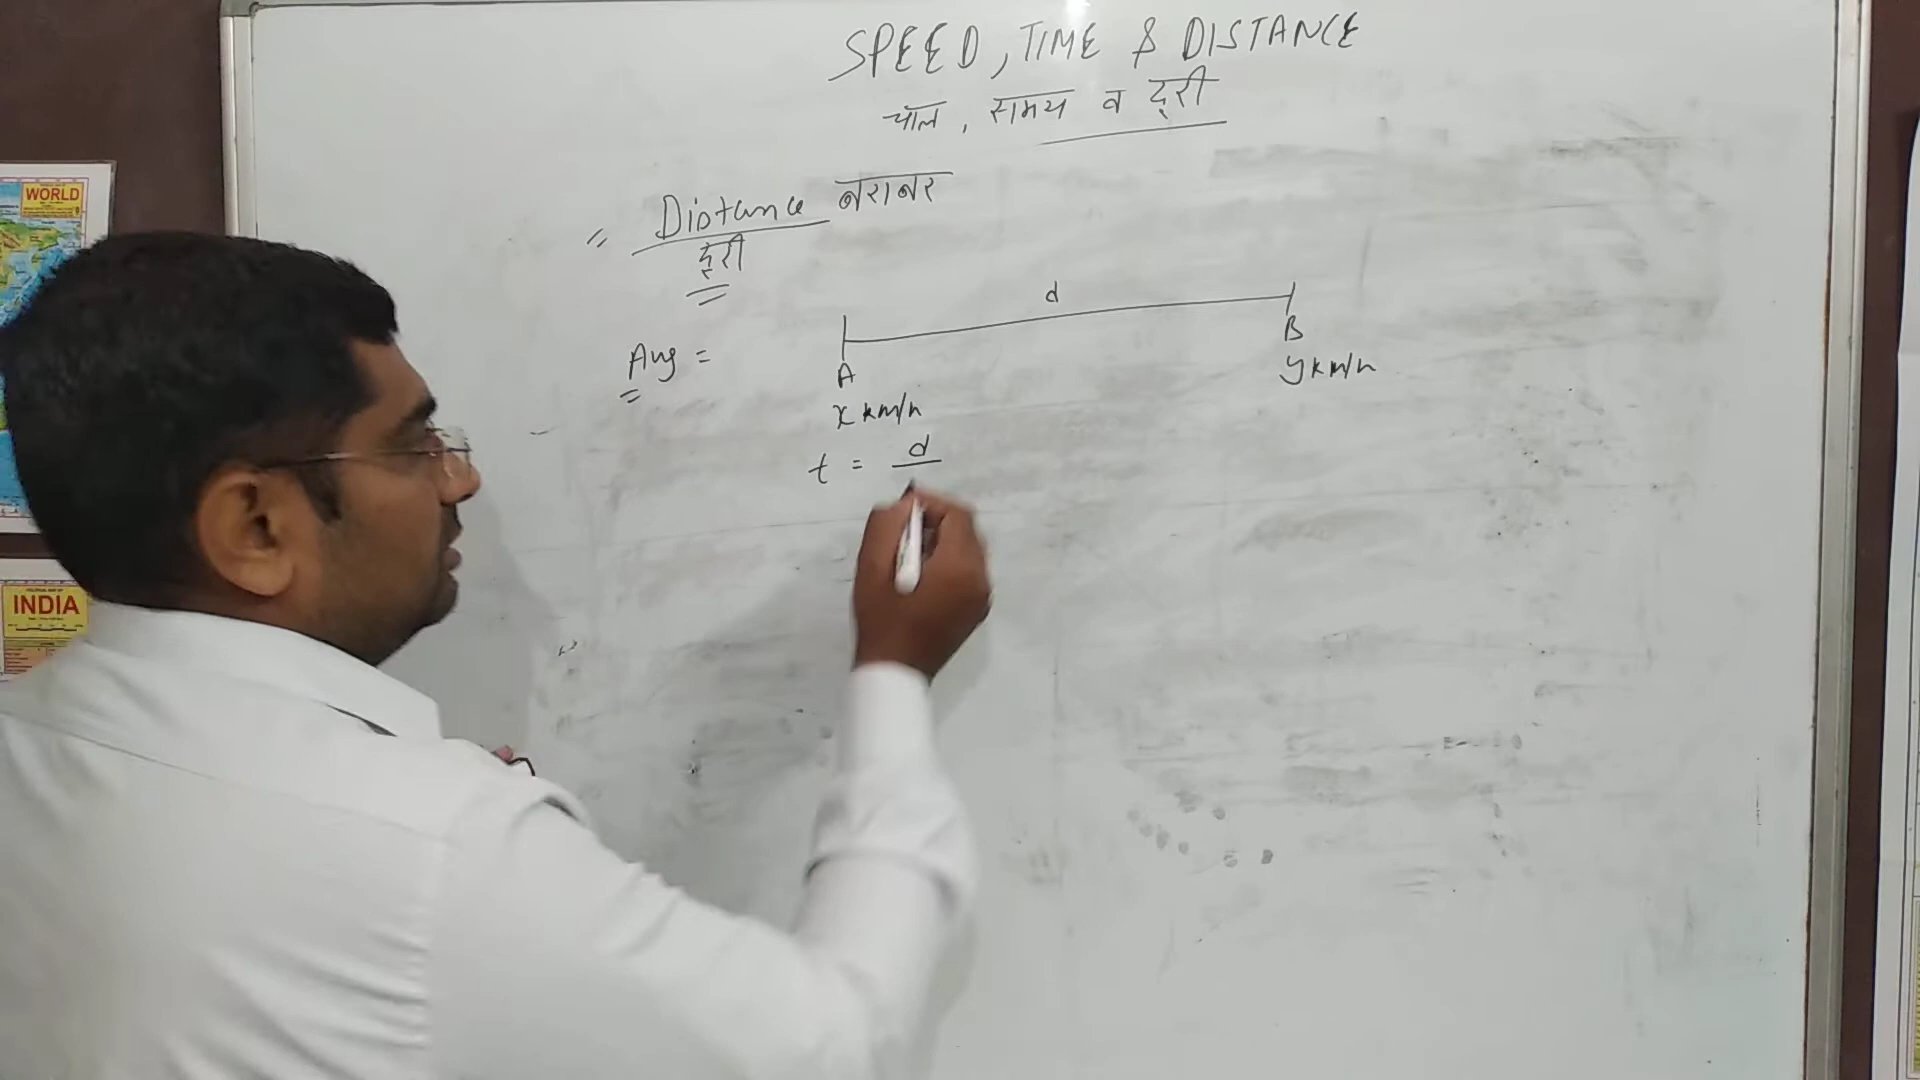 SPEED, TIME & DISTANCE
चाल, समय व दूरी
Distance बराबर
दूरी
d
Avg =
A
B
x km/h
y km/h
t = d
WORLD
INDIA